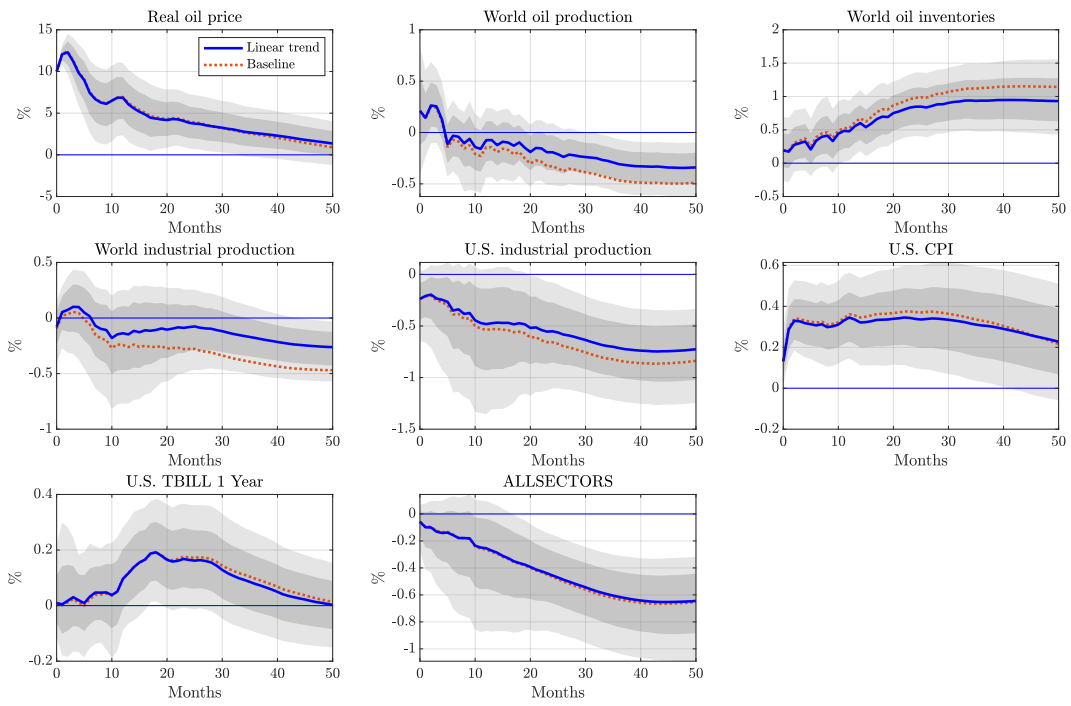 Real oil price
World oil production
World oil inventories
15
10
5
0
-5
%
0 10 20 30 40 50
Months
Linear trend
Baseline
1
0.5
0
-0.5
%
0 10 20 30 40 50
Months
2
1.5
1
0.5
0
-0.5
%
0 10 20 30 40 50
Months
World industrial production
U.S. industrial production
U.S. CPI
0.5
0
-0.5
-1
%
0 10 20 30 40 50
Months
0
-0.5
-1
-1.5
%
0 10 20 30 40 50
Months
0.6
0.4
0.2
0
-0.2
%
0 10 20 30 40 50
Months
U.S. TBILL 1 Year
ALLSECTORS
0.4
0.2
0
-0.2
%
0 10 20 30 40 50
Months
0
-0.2
-0.4
-0.6
-0.8
-1
%
0 10 20 30 40 50
Months